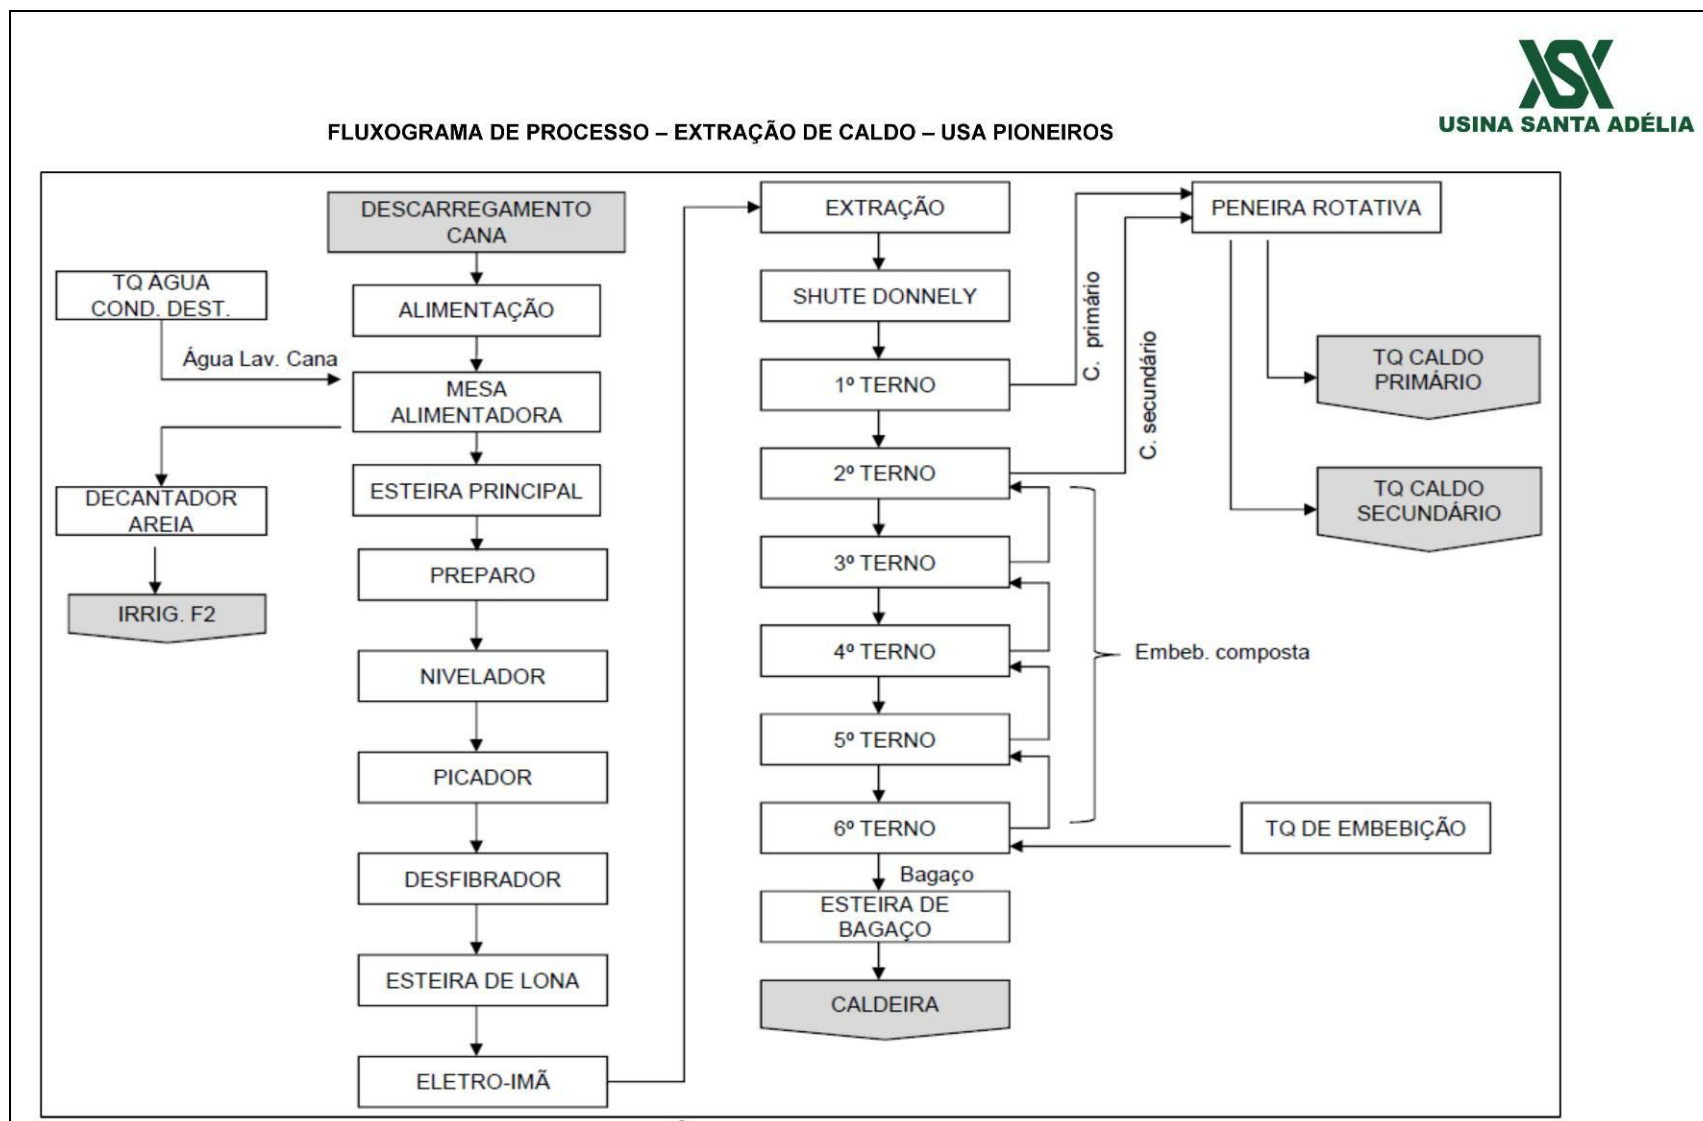 USINA SANTA ADÉLIA
FLUXOGRAMA DE PROCESSO – EXTRAÇÃO DE CALDO – USA PIONEIROS
DESCARREGAMENTO
CANA
TQ ÁGUA
COND. DEST.
ALIMENTAÇÃO
Água Lav. Cana
MESA
ALIMENTADORA
DECANTADOR
AREIA
ESTEIRA PRINCIPAL
IRRIG. F2
PREPARO
NIVELADOR
PICADOR
DESFIBRADOR
ESTEIRA DE LONA
ELETRO-IMÃ
EXTRAÇÃO
SHUTE DONNELY
1º TERNO
2º TERNO
3º TERNO
4º TERNO
5º TERNO
6º TERNO
Bagaço
ESTEIRA DE
BAGAÇO
CALDEIRA
C. primário
C. secundário
PENEIRA ROTATIVA
TQ CALDO
PRIMÁRIO
TQ CALDO
SECUNDÁRIO
Embeb. composta
TQ DE EMBEBIÇÃO